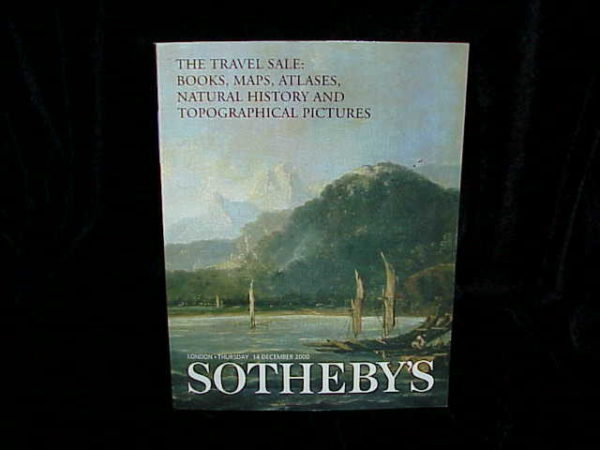 THE TRAVEL SALE:
BOOKS, MAPS, ATLASES,
NATURAL HISTORY AND
TOPOGRAPHICAL PICTURES
LONDON • THURSDAY 14 DECEMBER 2000
SOTHEBY'S